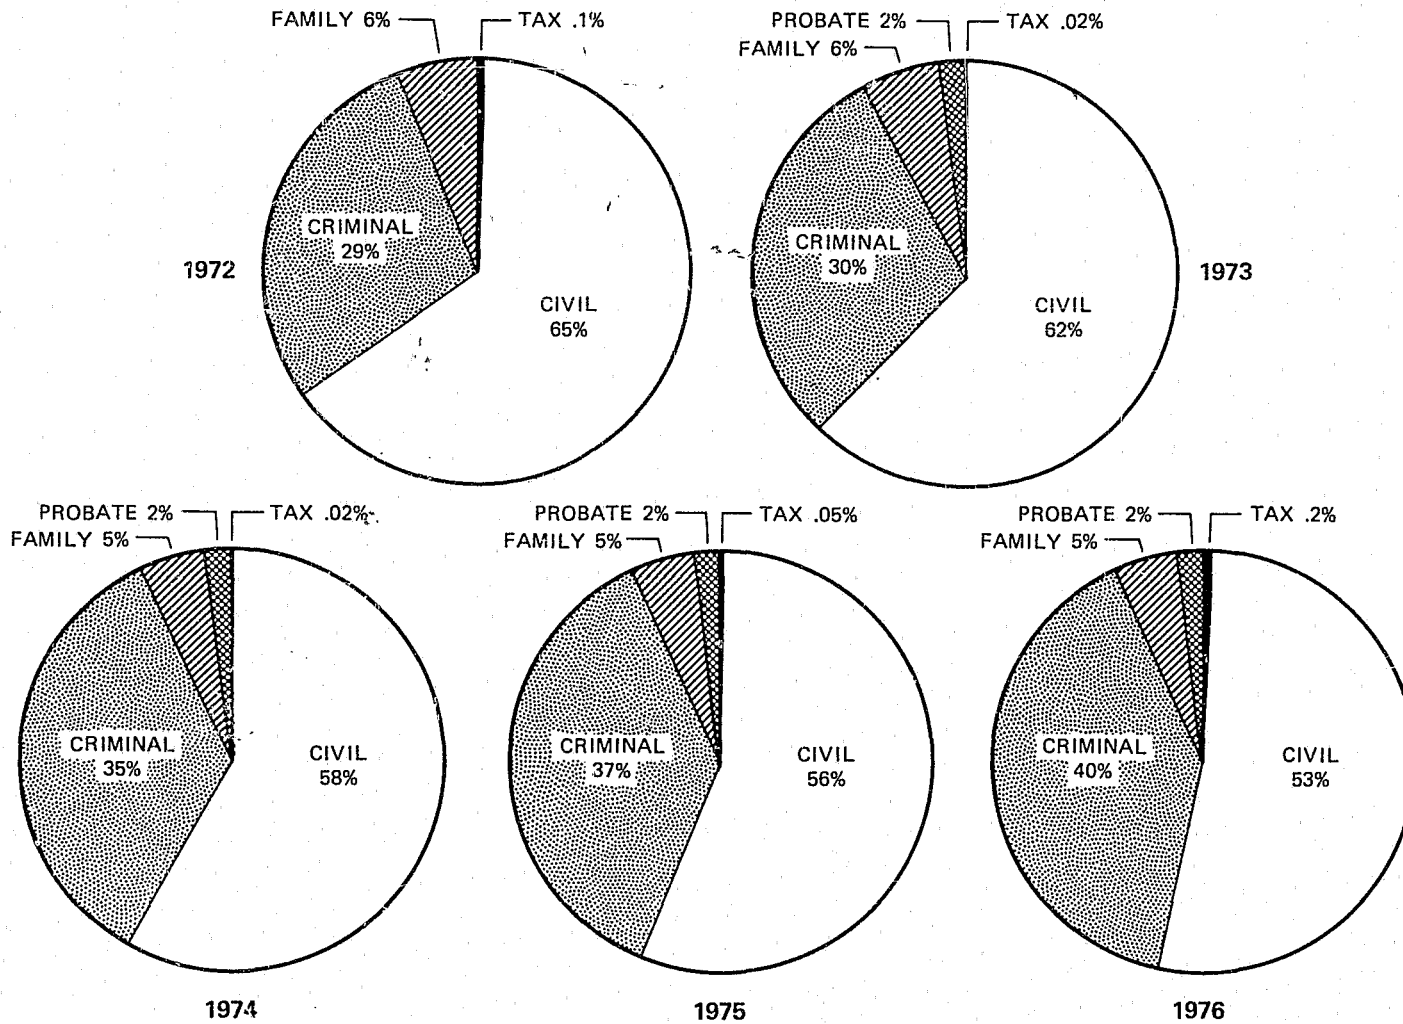 FAMILY 6%
TAX .1%
CRIMINAL
29%
CIVIL
65%
1972
PROBATE 2%
TAX .02%
FAMILY 6%
CRIMINAL
30%
CIVIL
62%
1973
PROBATE 2%
TAX .02%
FAMILY 5%
CRIMINAL
35%
CIVIL
58%
1974
PROBATE 2%
TAX .05%
FAMILY 5%
CRIMINAL
37%
CIVIL
56%
1975
PROBATE 2%
TAX .2%
FAMILY 5%
CRIMINAL
40%
CIVIL
53%
1976